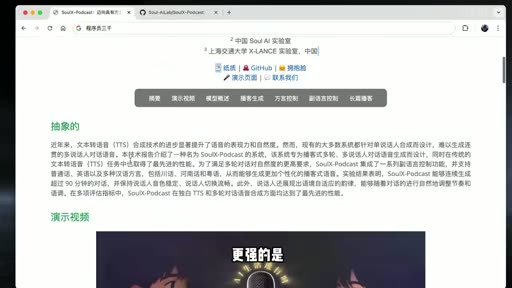 SoulX-Podcast: 迈向具有方言
Soul-AILab/SoulX-Podcast:
程序员三千
2 中国 Soul AI 实验室
3 上海交通大学 X-LANCE 实验室，中国
纸质 | GitHub | 拥抱脸
演示页面 | 联系我们
摘要 演示视频 模型概述 播客生成 方言控制 副语言控制 长篇播客
抽象的
近年来，文本转语音（TTS）合成技术的进步显著提升了语音的表现力和自然度。然而，现有的大多数系统都针对单说话人合成而设计，难以生成连
贯的多说话人对话语音。本技术报告介绍了一种名为 SoulX-Podcast 的系统，该系统专为播客式多轮、多说话人对话语音生成而设计，同时在传统的
文本转语音（TTS）任务中也取得了最先进的性能。为了满足多轮对话对自然度的更高要求，SoulX-Podcast 集成了一系列副语言控制功能，并支持
普通话、英语以及多种汉语方言，包括四川话、河南话和粤语，从而能够生成更加个性化的播客式语音。实验结果表明，SoulX-Podcast 能够连续生成
超过 90 分钟的对话，并保持说话人音色稳定、说话人切换流畅。此外，说话人还展现出语境自适应的韵律，能够随着对话的进行自然地调整节奏和
语调。在多项评估指标中，SoulX-Podcast 在独白 TTS 和多轮对话语音合成方面均达到了最先进的性能。
演示视频
更强的是
AI生活进行时